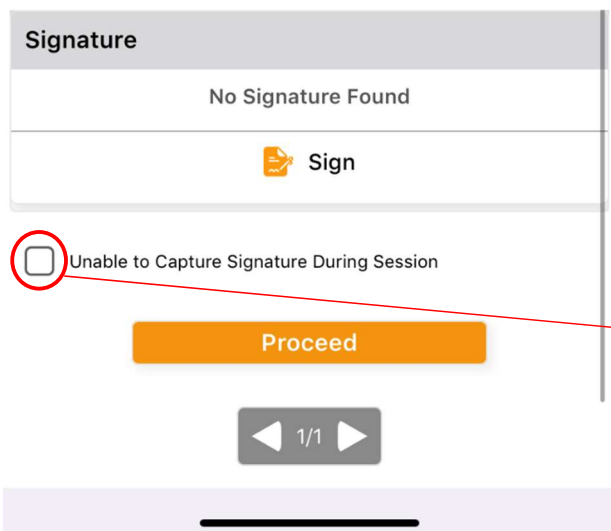 Signature
No Signature Found
Sign
Unable to Capture Signature During Session
Proceed
1/1